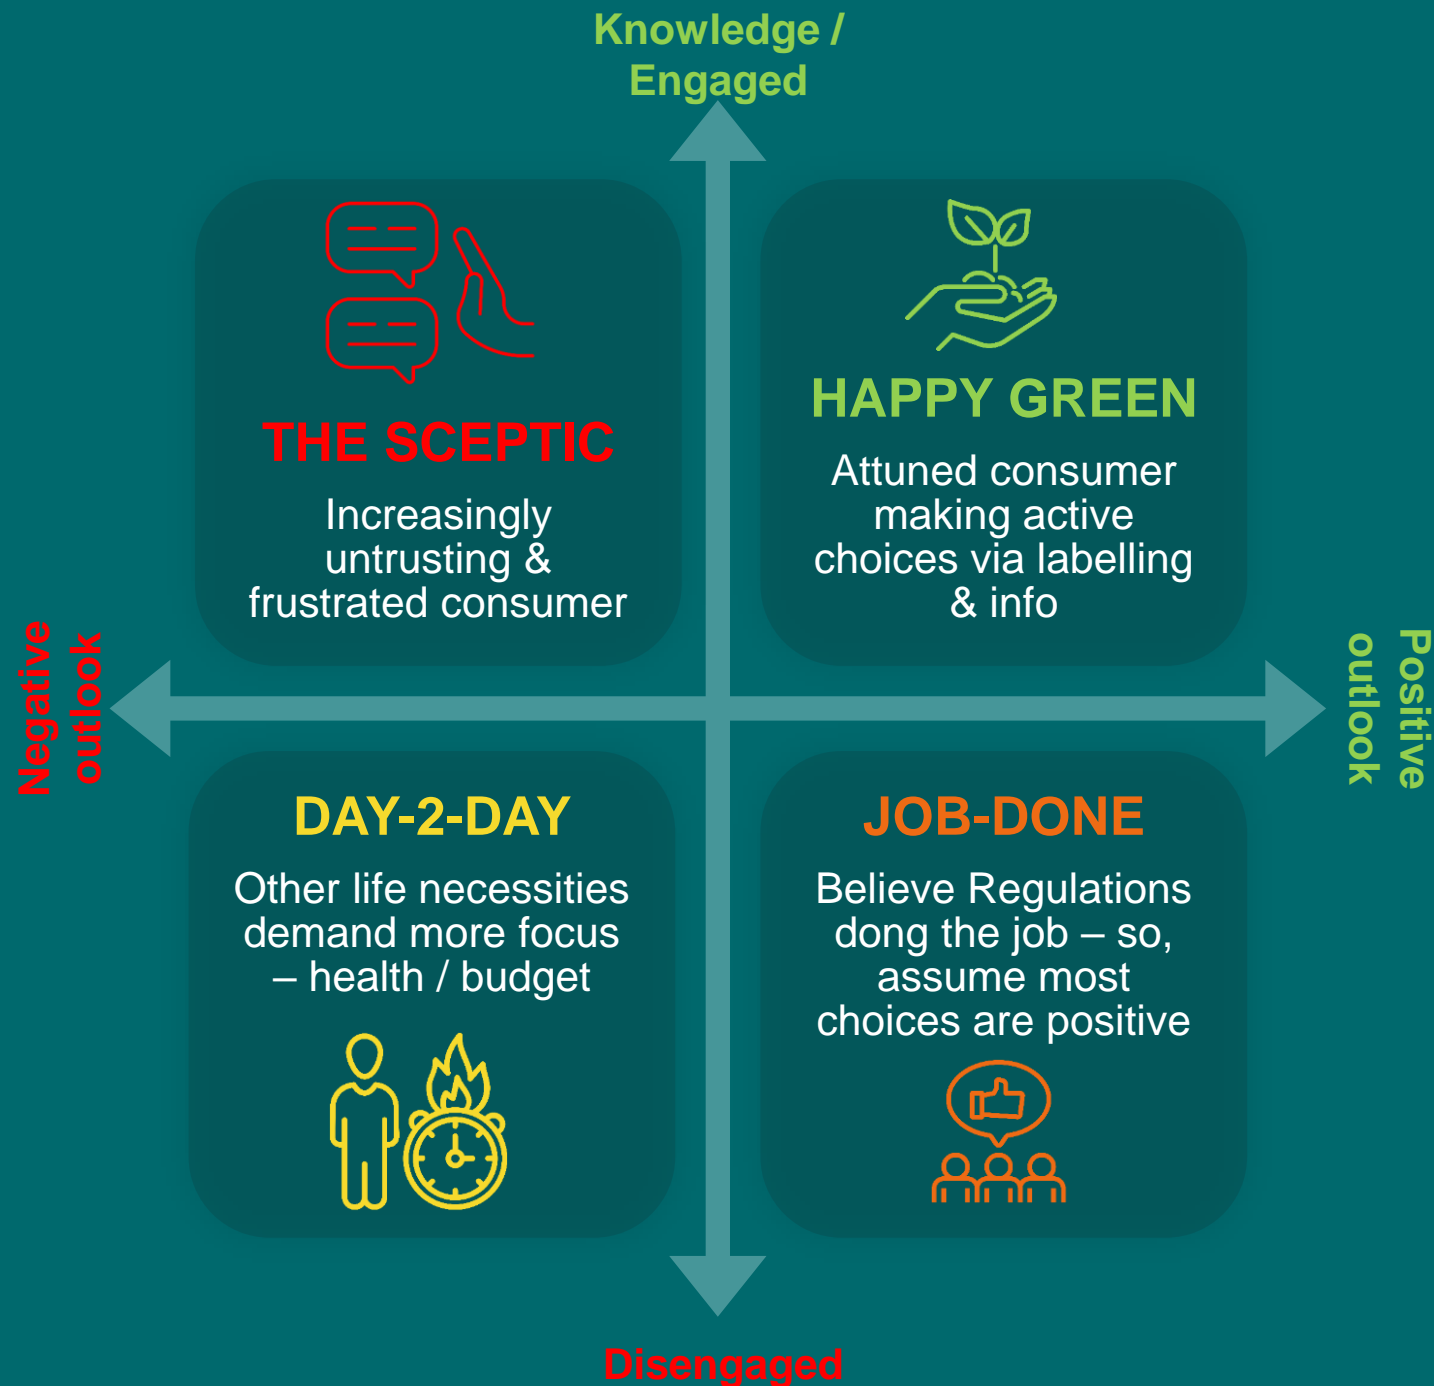 Knowledge /
Engaged
THE SCEPTIC
Increasingly
untrusting &
frustrated consumer
HAPPY GREEN
Attuned consumer
making active
choices via labelling
& info
Negative
outlook
Positive
outlook
DAY-2-DAY
Other life necessities
demand more focus
– health / budget
JOB-DONE
Believe Regulations
dong the job – so,
assume most
choices are positive
Disengaged